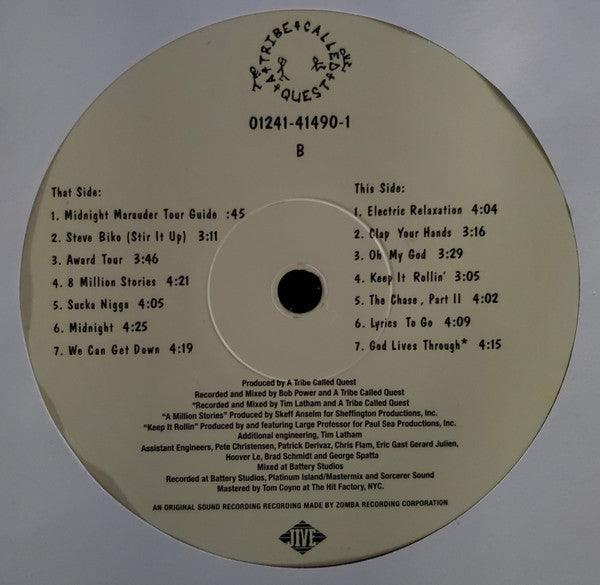 A TRIBE CALLED QUEST
01241-41490-1
B
That Side:
1. Midnight Marauder Tour Guide :45
2. Steve Biko (Stir It Up) 3:11
3. Award Tour 3:46
4. 8 Million Stories 4:21
5. Sucka Nigga 4:05
6. Midnight 4:25
7. We Can Get Down 4:19
This Side:
1. Electric Relaxation 4:04
2. Clap Your Hands 3:16
3. Oh My God 3:29
4. Keep It Rollin' 3:05
5. The Chase, Part II 4:02
6. Lyrics To Go 4:09
7. God Lives Through* 4:15
Produced by A Tribe Called Quest
Recorded and Mixed by Bob Power and A Tribe Called Quest
*Recorded and Mixed by Tim Latham and A Tribe Called Quest
"A Million Stories" Produced by Skeff Anselm for Sheffington Productions, Inc.
"Keep It Rollin" Produced by and featuring Large Professor for Paul Sea Productions, Inc.
Additional engineering, Tim Latham
Assistant Engineers, Pete Christensen, Patrick Derivaz, Chris Flam, Eric Gast Gerard Julien,
Hoover Le, Brad Schmidt and George Spatta
Mixed at Battery Studios
Recorded at Battery Studios, Platinum Island/Mastermix and Sorcerer Sound
Mastered by Tom Coyne at The Hit Factory, NYC.
AN ORIGINAL SOUND RECORDING RECORDING MADE BY ZOMBA RECORDING CORPORATION
JIVE